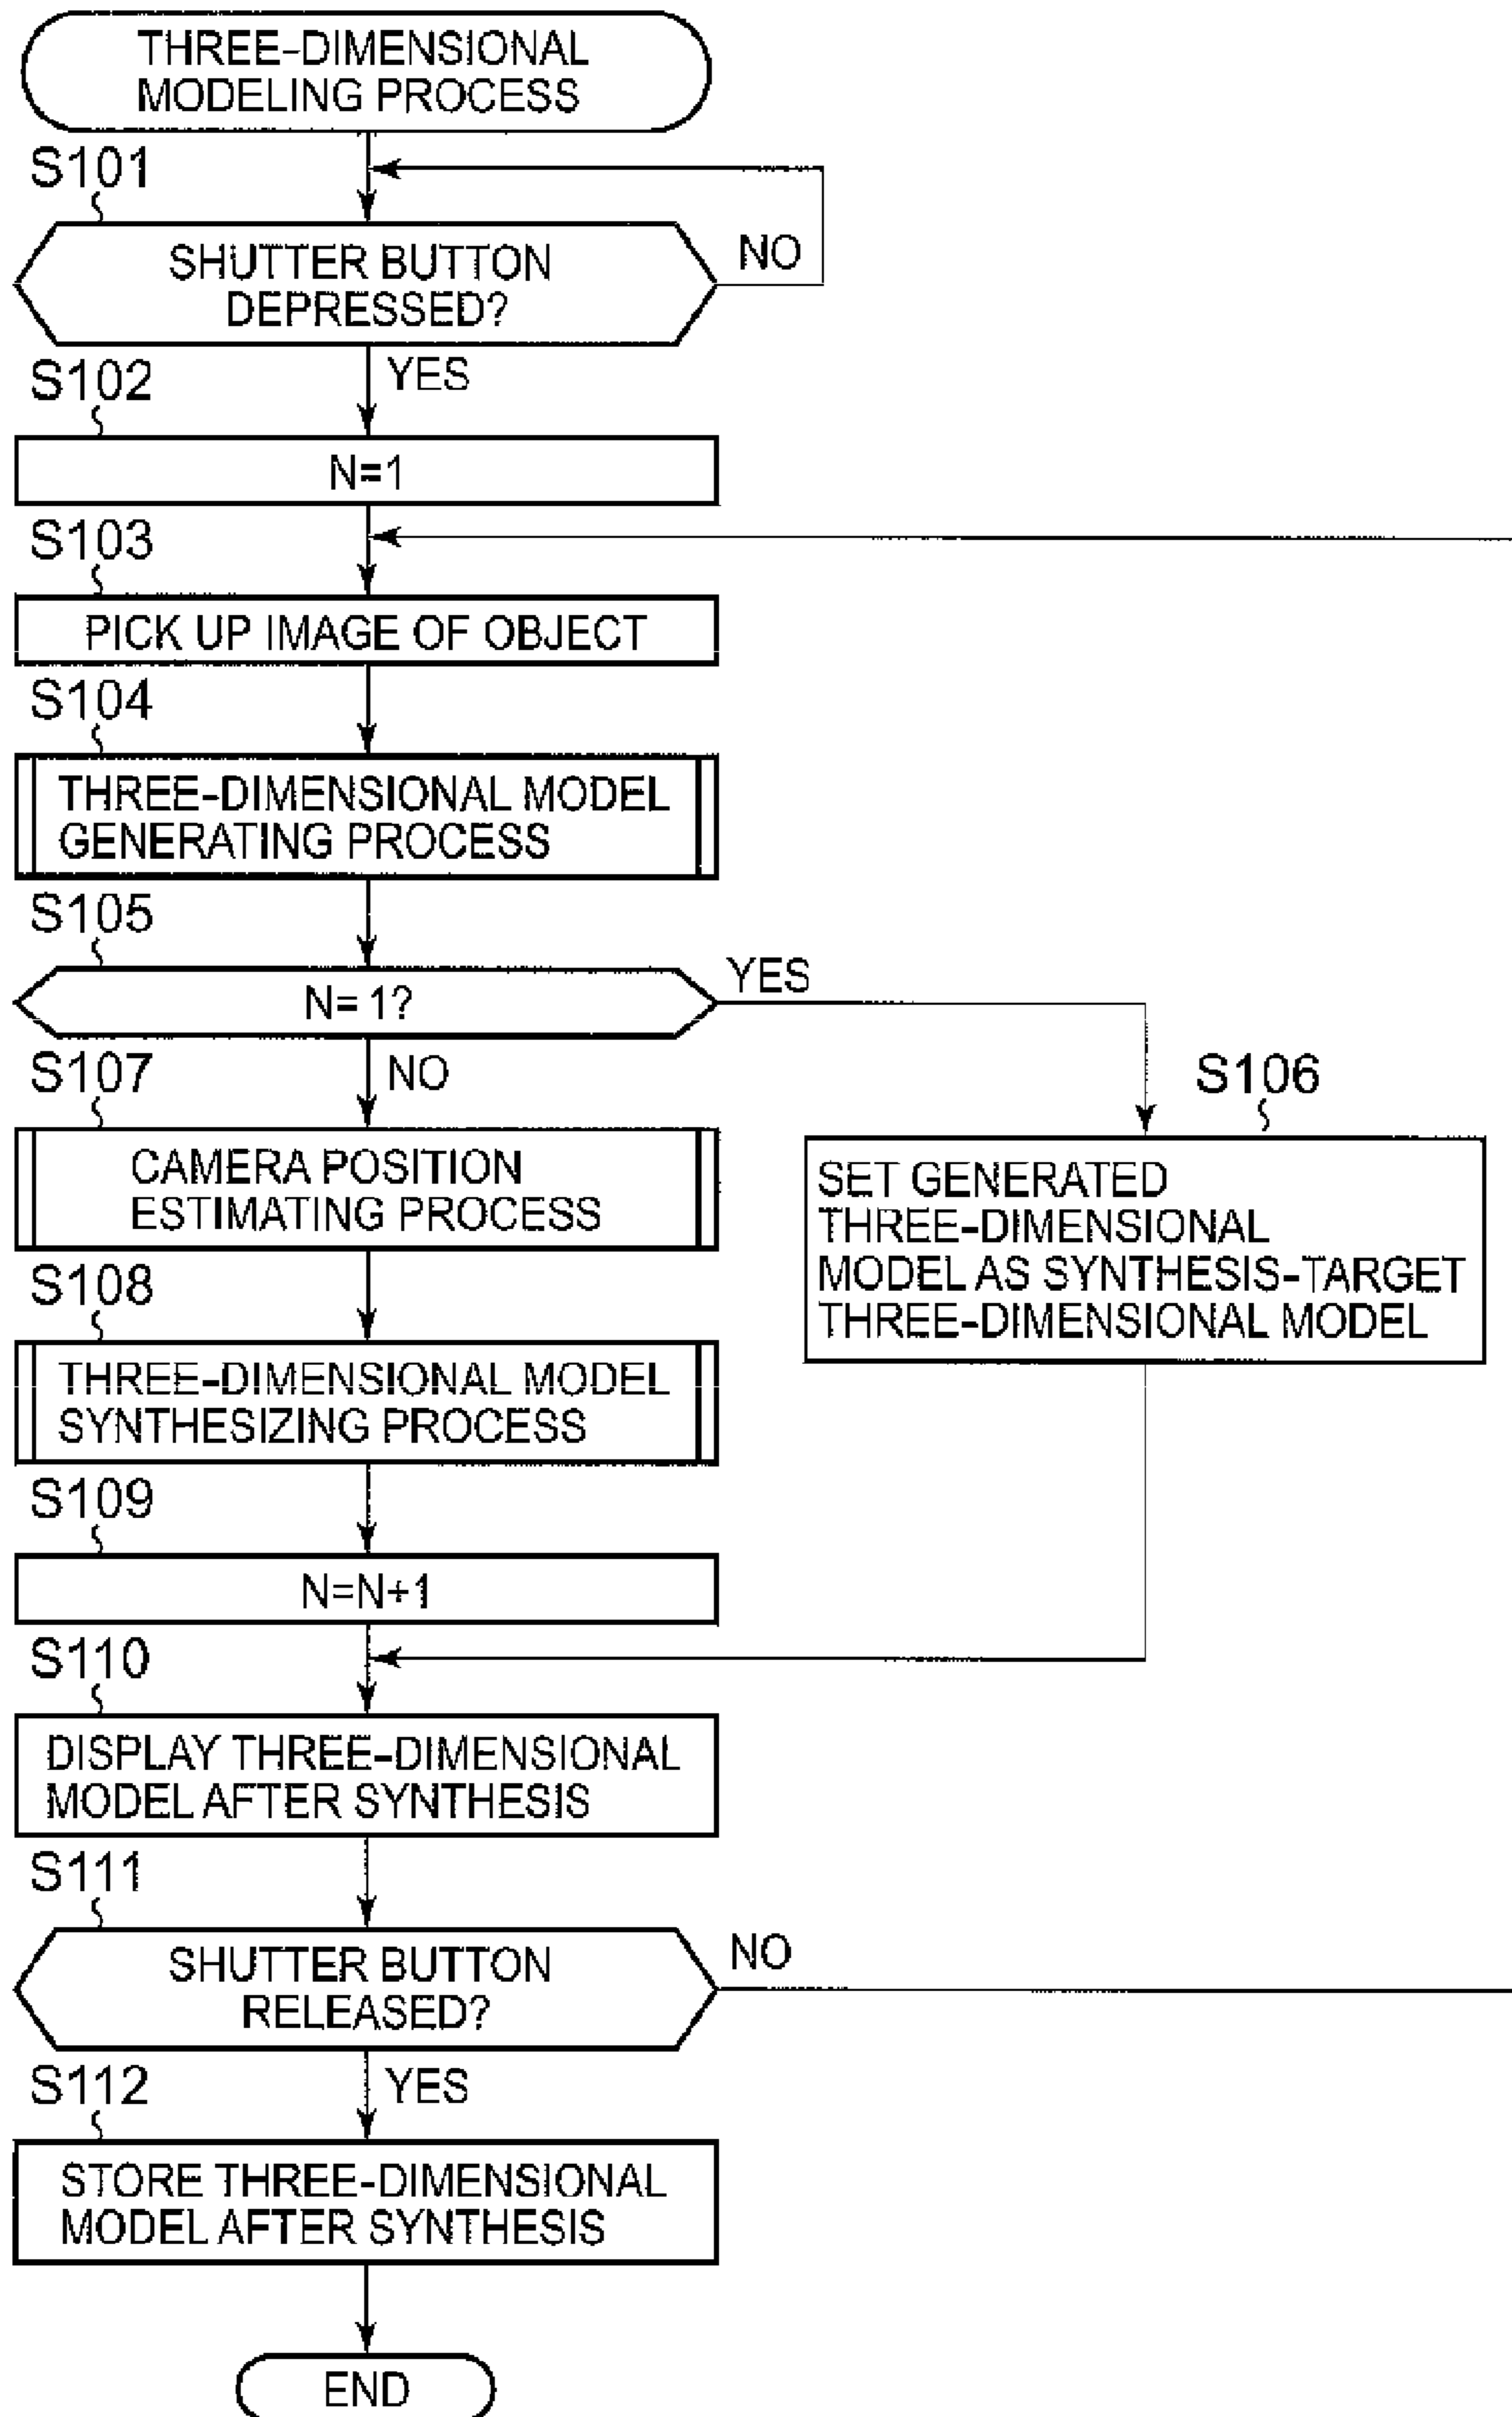 THREE-DIMENSIONAL
MODELING PROCESS
S101
SHUTTER BUTTON
DEPRESSED?
NO
YES
S102
N=1
S103
PICK UP IMAGE OF OBJECT
S104
THREE-DIMENSIONAL MODEL
GENERATING PROCESS
S105
N= 1?
YES
NO
S106
SET GENERATED
THREE-DIMENSIONAL
MODEL AS SYNTHESIS-TARGET
THREE-DIMENSIONAL MODEL
S107
CAMERA POSITION
ESTIMATING PROCESS
S108
THREE-DIMENSIONAL MODEL
SYNTHESIZING PROCESS
S109
N=N+1
S110
DISPLAY THREE-DIMENSIONAL
MODEL AFTER SYNTHESIS
S111
SHUTTER BUTTON
RELEASED?
NO
YES
S112
STORE THREE-DIMENSIONAL
MODEL AFTER SYNTHESIS
END